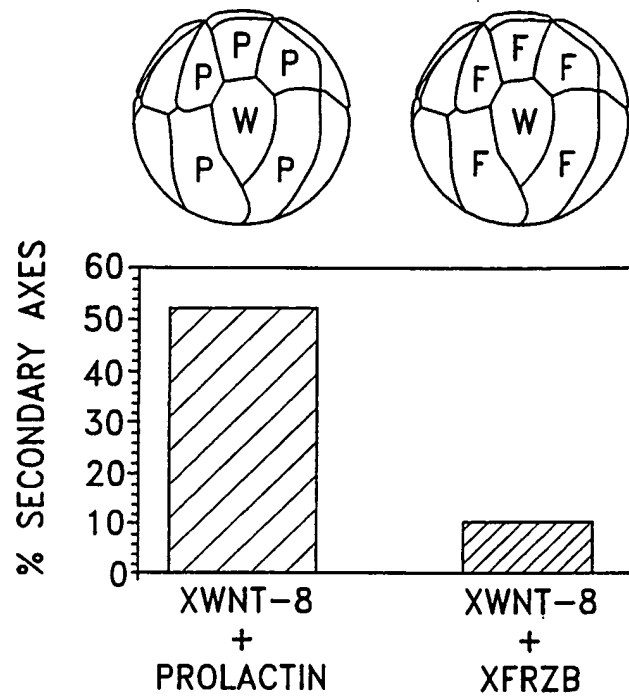 P
P P
W
P P
F
F F
W
F F
% SECONDARY AXES
60
50
40
30
20
10
0
XWNT-8
+
PROLACTIN
XWNT-8
+
XFRZB